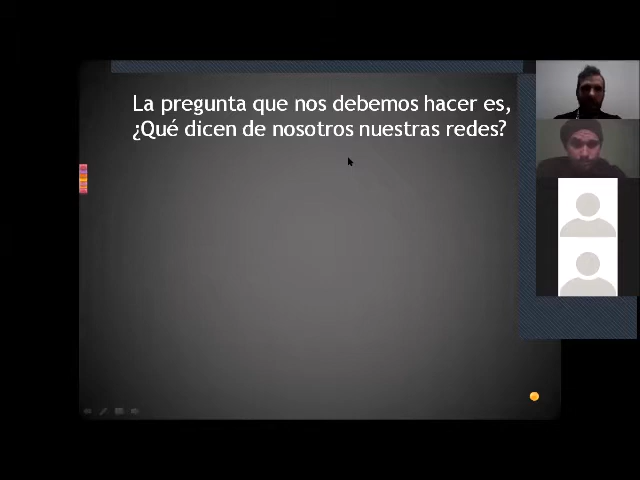 La pregunta que nos debemos hacer es,
¿Qué dicen de nosotros nuestras redes?